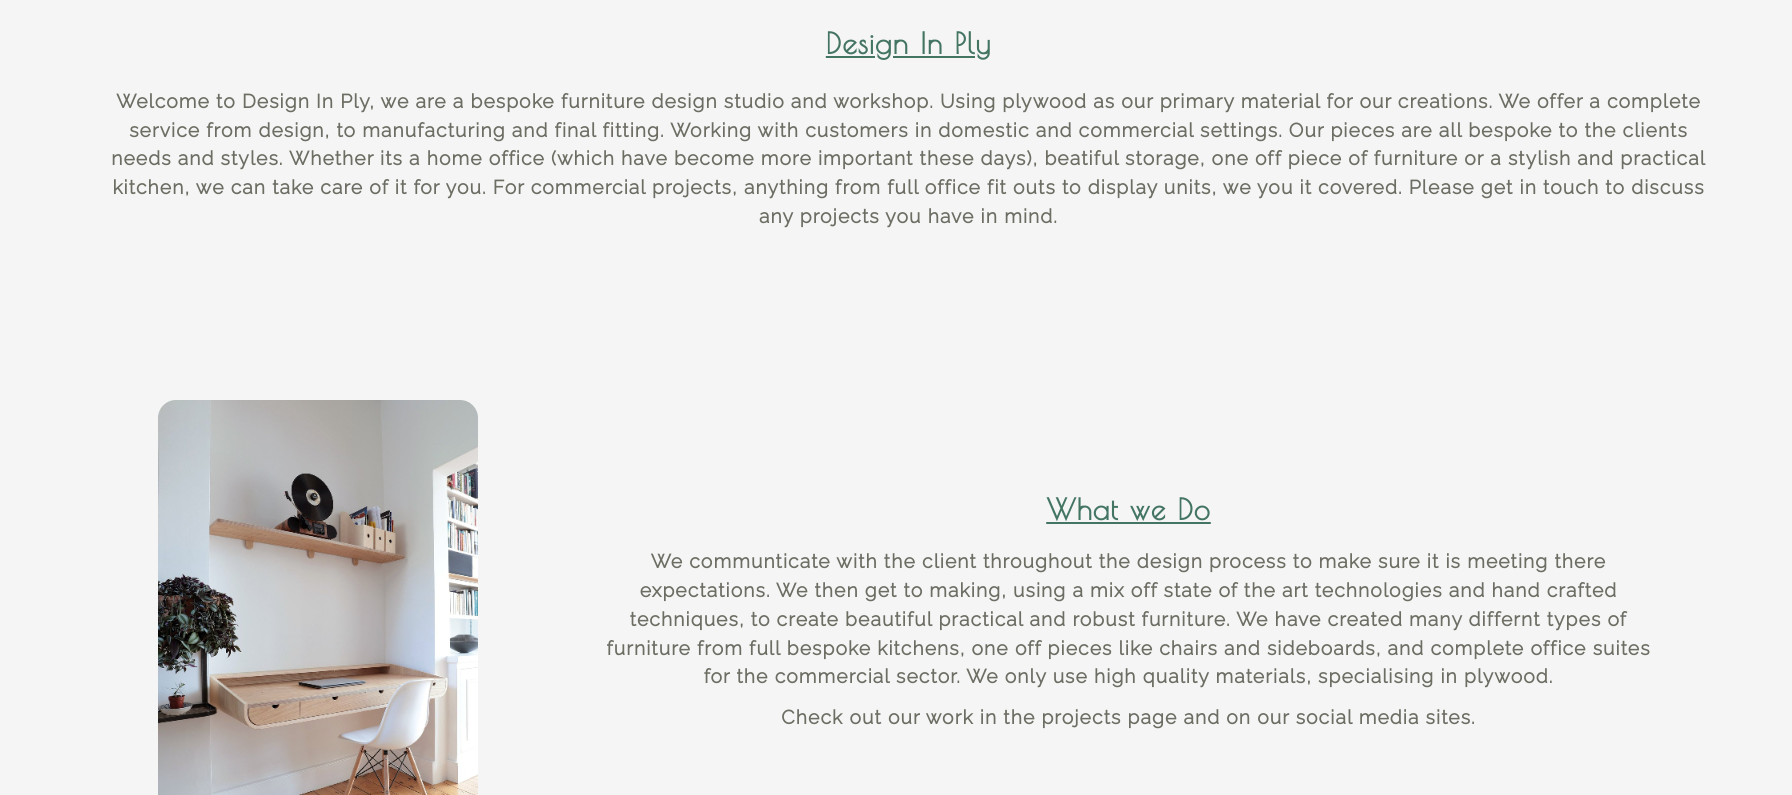 Design In Ply
Welcome to Design In Ply, we are a bespoke furniture design studio and workshop. Using plywood as our primary material for our creations. We offer a complete
service from design, to manufacturing and final fitting. Working with customers in domestic and commercial settings. Our pieces are all bespoke to the clients
needs and styles. Whether its a home office (which have become more important these days), beatiful storage, one off piece of furniture or a stylish and practical
kitchen, we can take care of it for you. For commercial projects, anything from full office fit outs to display units, we you it covered. Please get in touch to discuss
any projects you have in mind.
What we Do
We communticate with the client throughout the design process to make sure it is meeting there
expectations. We then get to making, using a mix off state of the art technologies and hand crafted
techniques, to create beautiful practical and robust furniture. We have created many differnt types of
furniture from full bespoke kitchens, one off pieces like chairs and sideboards, and complete office suites
for the commercial sector. We only use high quality materials, specialising in plywood.
Check out our work in the projects page and on our social media sites.